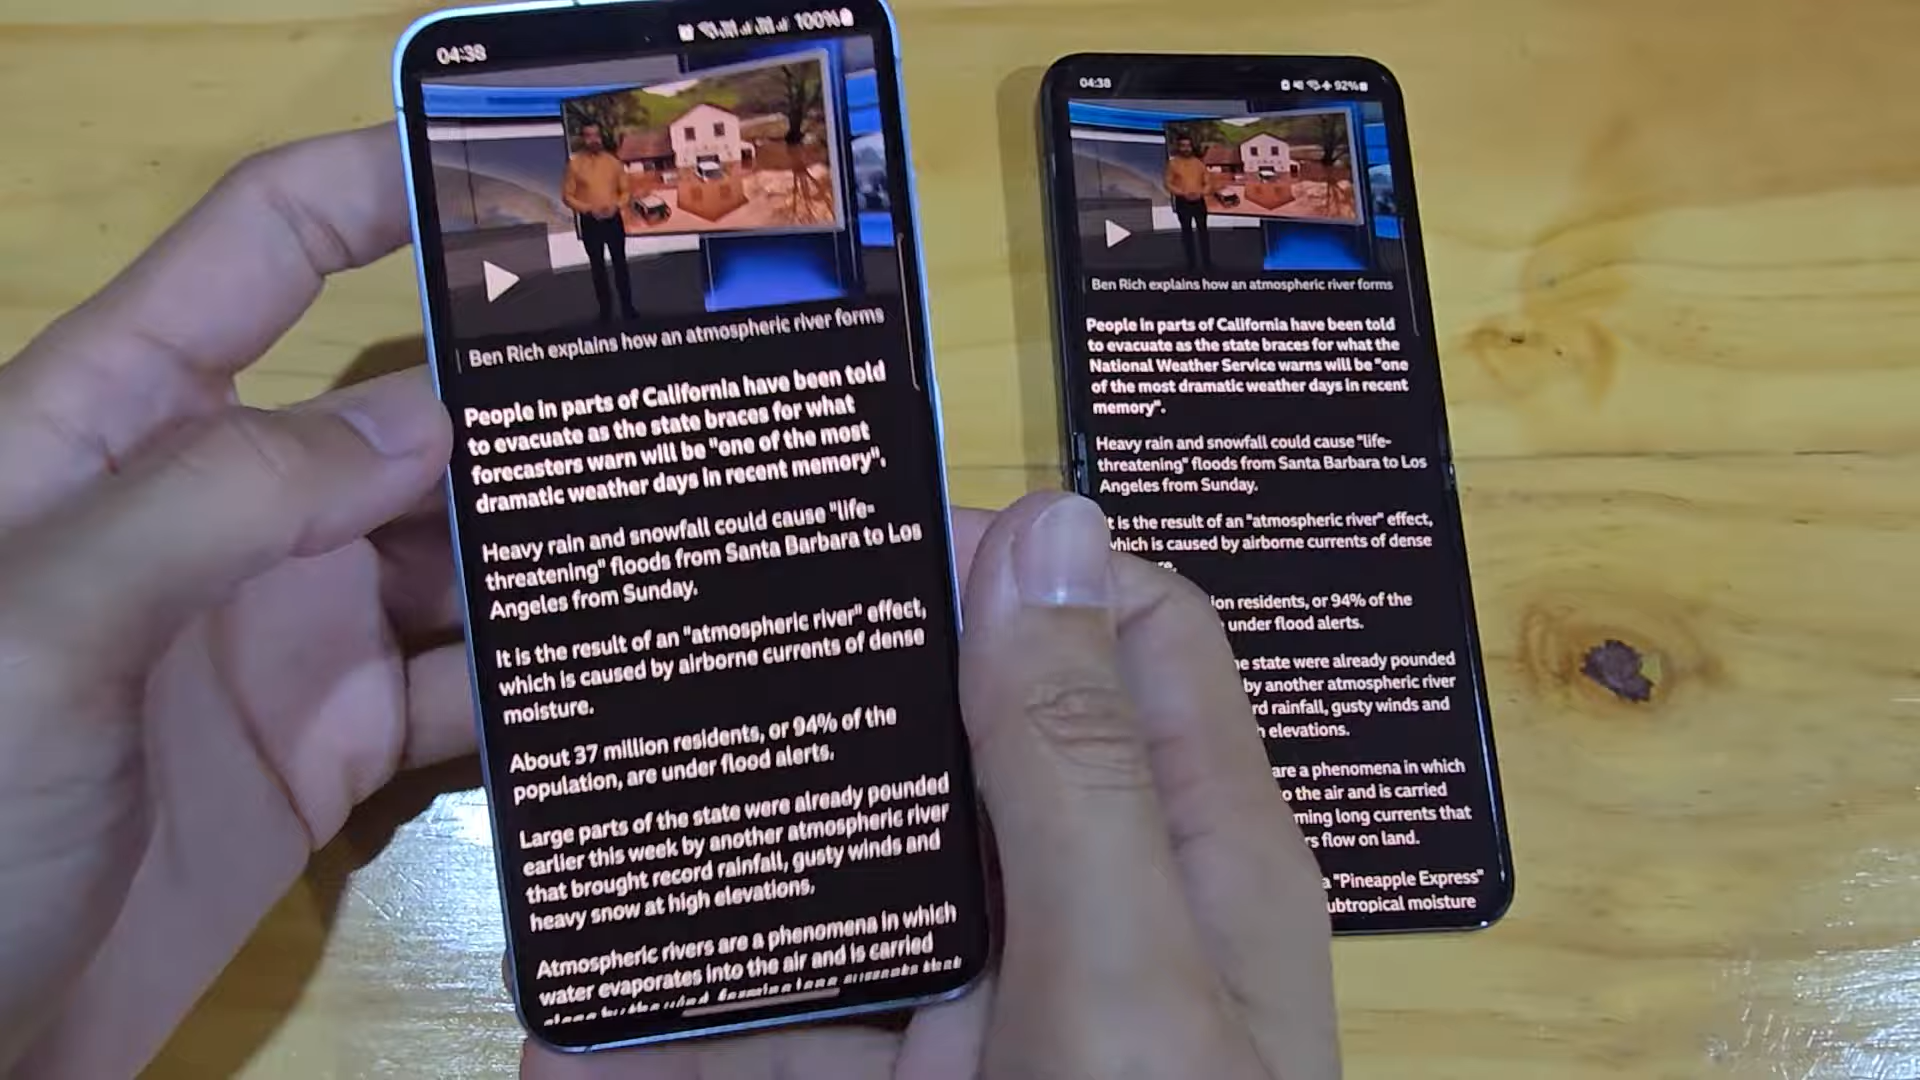 04:38
100%
Ben Rich explains how an atmospheric river forms
People in parts of California have been told
to evacuate as the state braces for what
forecasters warn will be "one of the most
dramatic weather days in recent memory".
Heavy rain and snowfall could cause "life-
threatening" floods from Santa Barbara to Los
Angeles from Sunday.
It is the result of an "atmospheric river" effect,
which is caused by airborne currents of dense
moisture.
About 37 million residents, or 94% of the
population, are under flood alerts.
Large parts of the state were already pounded
earlier this week by another atmospheric river
that brought record rainfall, gusty winds and
heavy snow at high elevations.
Atmospheric rivers are a phenomena in which
water evaporates into the air and is carried
along by the wind, forming long currents that
04:38
92%
Ben Rich explains how an atmospheric river forms
People in parts of California have been told
to evacuate as the state braces for what the
National Weather Service warns will be "one
of the most dramatic weather days in recent
memory".
Heavy rain and snowfall could cause "life-
threatening" floods from Santa Barbara to Los
Angeles from Sunday.
t is the result of an "atmospheric river" effect,
which is caused by airborne currents of dense
re.
ion residents, or 94% of the
under flood alerts.
e state were already pounded
by another atmospheric river
rd rainfall, gusty winds and
elevations.
are a phenomena in which
o the air and is carried
ming long currents that
rs flow on land.
a "Pineapple Express"
ubtropical moisture